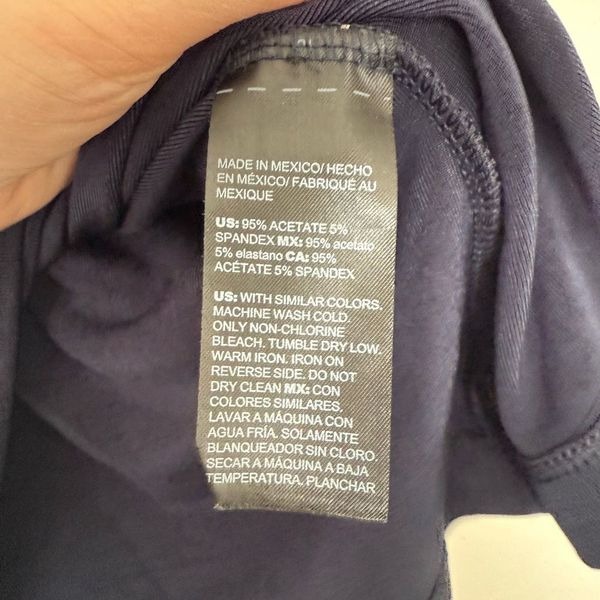 MADE IN MEXICO/ HECHO
EN MÉXICO/ FABRIQUÉ AU
MEXIQUE
US: 95% ACETATE 5%
SPANDEX MX: 95% acetato
5% elastano CA: 95%
ACÉTATE 5% SPANDEX
US: WITH SIMILAR COLORS.
MACHINE WASH COLD.
ONLY NON-CHLORINE
BLEACH. TUMBLE DRY LOW.
WARM IRON. IRON ON
REVERSE SIDE. DO NOT
DRY CLEAN MX: CON
COLORES SIMILARES.
LAVAR A MÁQUINA CON
AGUA FRÍA. SOLAMENTE
BLANQUEADOR SIN CLORO.
SECAR A MÁQUINA A BAJA
TEMPERATURA. PLANCHAR